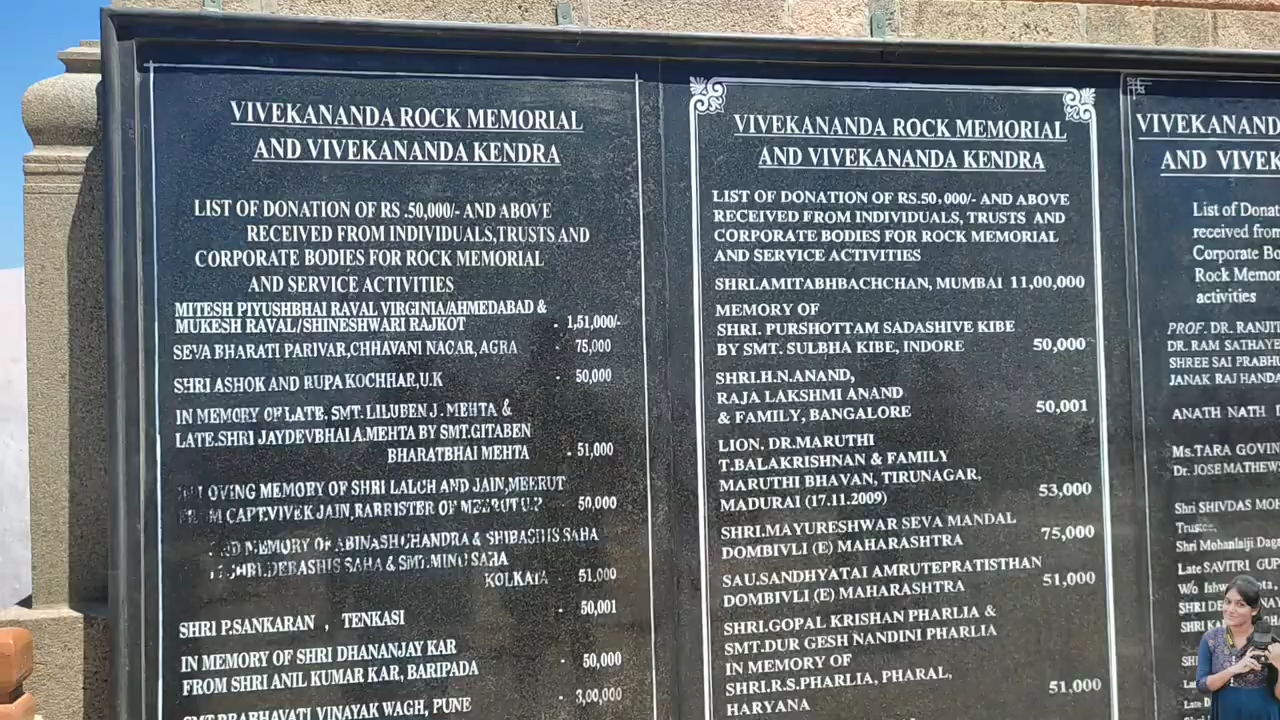 VIVEKANANDA ROCK MEMORIAL
AND VIVEKANANDA KENDRA
LIST OF DONATION OF RS .50,000/- AND ABOVE
RECEIVED FROM INDIVIDUALS,TRUSTS AND
CORPORATE BODIES FOR ROCK MEMORIAL
AND SERVICE ACTIVITIES
MITESH PIYUSHBHAI RAVAL VIRGINIA/AHMEDABAD &
MUKESH RAVAL/SHINESHWARI RAJKOT - 1,51,000/-
SEVA BHARATI PARIVAR,CHHAVANI NAGAR, AGRA - 75,000
SHRI ASHOK AND RUPA KOCHHAR,U.K - 50,000
IN MEMORY OF LATE. SMT. LILUBEN J. MEHTA &
LATE.SHRI JAYDEVBHAI A.MEHTA BY SMT.GITABEN
BHARATBHAI MEHTA - 51,000
LOVING MEMORY OF SHRI LALCH AND JAIN,MEERUT
CAPT.VIVEK JAIN,BARRISTER OF MEERUT U.P 50,000
MEMORY OF ABINASH CHANDRA & SHIBASHIS SAHA
SHRI.DEBASHIS SAHA & SMT.MINO SAHA
KOLKATA - 51,000
SHRI P.SANKARAN , TENKASI - 50,001
IN MEMORY OF SHRI DHANANJAY KAR
FROM SHRI ANIL KUMAR KAR, BARIPADA - 50,000
SMT.PRABHAVATI VINAYAK WAGH, PUNE - 3,00,000
VIVEKANANDA ROCK MEMORIAL
AND VIVEKANANDA KENDRA
LIST OF DONATION OF RS.50,000/- AND ABOVE
RECEIVED FROM INDIVIDUALS, TRUSTS AND
CORPORATE BODIES FOR ROCK MEMORIAL
AND SERVICE ACTIVITIES
SHRI.AMITABHBACHCHAN, MUMBAI 11,00,000
MEMORY OF
SHRI. PURSHOTTAM SADASHIVE KIBE
BY SMT. SULBHA KIBE, INDORE 50,000
SHRI.H.N.ANAND,
RAJA LAKSHMI ANAND
& FAMILY, BANGALORE 50,001
LION. DR.MARUTHI
T.BALAKRISHNAN & FAMILY
MARUTHI BHAVAN, TIRUNAGAR,
MADURAI (17.11.2009) 53,000
SHRI.MAYURESHWAR SEVA MANDAL
DOMBIVLI (E) MAHARASHTRA 75,000
SAU.SANDHYATAI AMRUTEPRATISTHAN
DOMBIVLI (E) MAHARASHTRA 51,000
SHRI.GOPAL KRISHAN PHARLIA &
SMT.DUR GESH NANDINI PHARLIA
IN MEMORY OF
SHRI.R.S.PHARLIA, PHARAL,
HARYANA 51,000
VIVEKANAND
AND VIVEK
List of Donat
received from
Corporate Bo
Rock Memor
activities
PROF. DR. RANJIT
DR. RAM SATHAYE
SHREE SAI PRABHU
JANAK RAJ HANDA
ANATH NATH
Ms.TARA GOVIN
Dr. JOSE MATHEWS
Shri SHIVDAS MOH
Trustee,
Shri Mohanlalji Daga
Late SAVITRI GUP
W/o Ishw
SHRI DE
SHRI KA